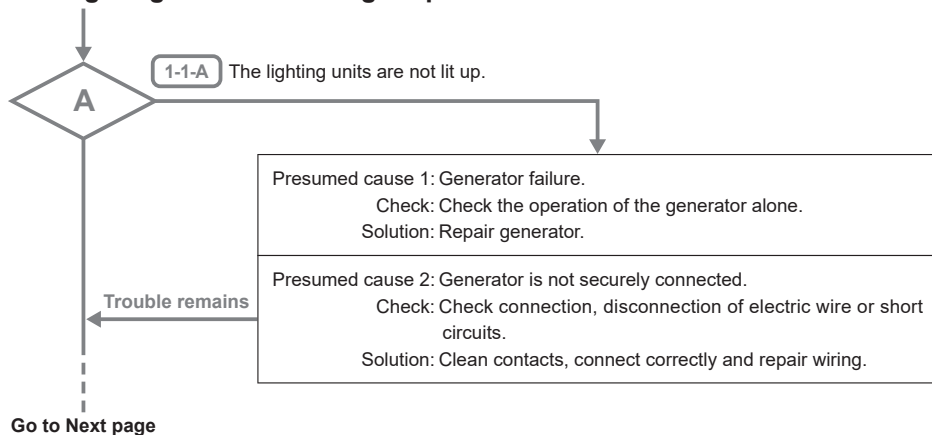 1-1-A The lighting units are not lit up.
A
Presumed cause 1: Generator failure.
Check: Check the operation of the generator alone.
Solution: Repair generator.
Presumed cause 2: Generator is not securely connected.
Trouble remains
Check: Check connection, disconnection of electric wire or short
circuits.
Solution: Clean contacts, connect correctly and repair wiring.
Go to Next page